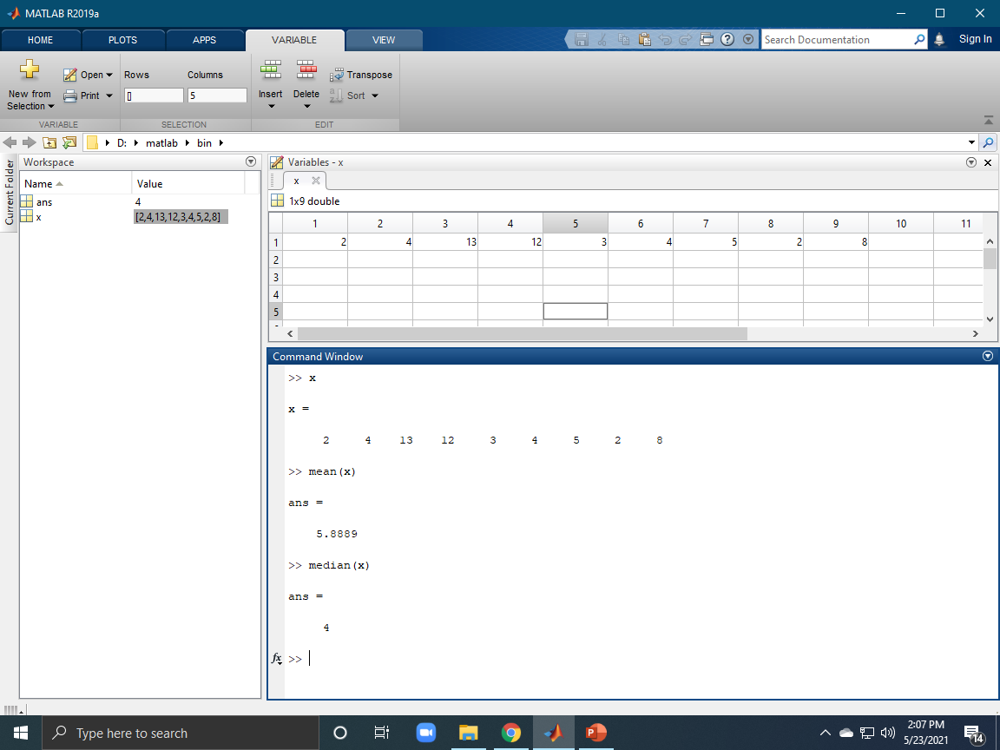 MATLAB R2019a
HOME PLOTS APPS VARIABLE VIEW Search Documentation Sign In
New from Selection Open Print Rows Columns Insert Delete Transpose Sort
[] 5
VARIABLE SELECTION EDIT
D: matlab bin
Current Folder
Workspace
Name Value
ans 4
x [2,4,13,12,3,4,5,2,8]
Variables - x
x
1x9 double
1 2 3 4 5 6 7 8 9 10 11
1 2 4 13 12 3 4 5 2 8
2
3
4
5
Command Window
>> x
x =
2 4 13 12 3 4 5 2 8
>> mean(x)
ans =
5.8889
>> median(x)
ans =
4
fx >>
Type here to search
2:07 PM
5/23/2021
14